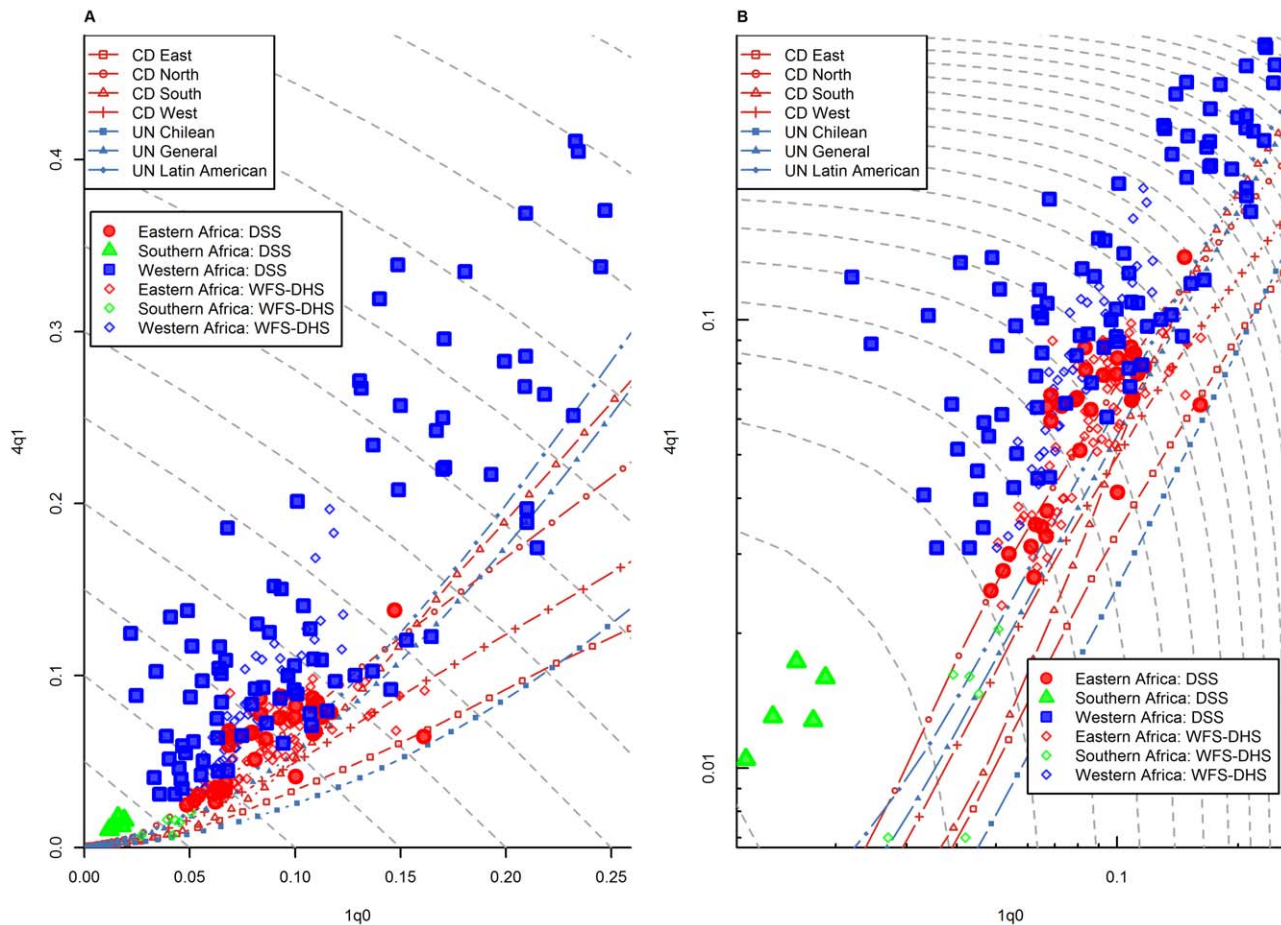 A
CD East
CD North
CD South
CD West
UN Chilean
UN General
UN Latin American
Eastern Africa: DSS
Southern Africa: DSS
Western Africa: DSS
Eastern Africa: WFS-DHS
Southern Africa: WFS-DHS
Western Africa: WFS-DHS
4q1
0.4
0.3
0.2
0.1
0.0
0.00
0.05
0.10
0.15
0.20
0.25
1q0
B
CD East
CD North
CD South
CD West
UN Chilean
UN General
UN Latin American
4q1
0.1
0.01
Eastern Africa: DSS
Southern Africa: DSS
Western Africa: DSS
Eastern Africa: WFS-DHS
Southern Africa: WFS-DHS
Western Africa: WFS-DHS
0.1
1q0